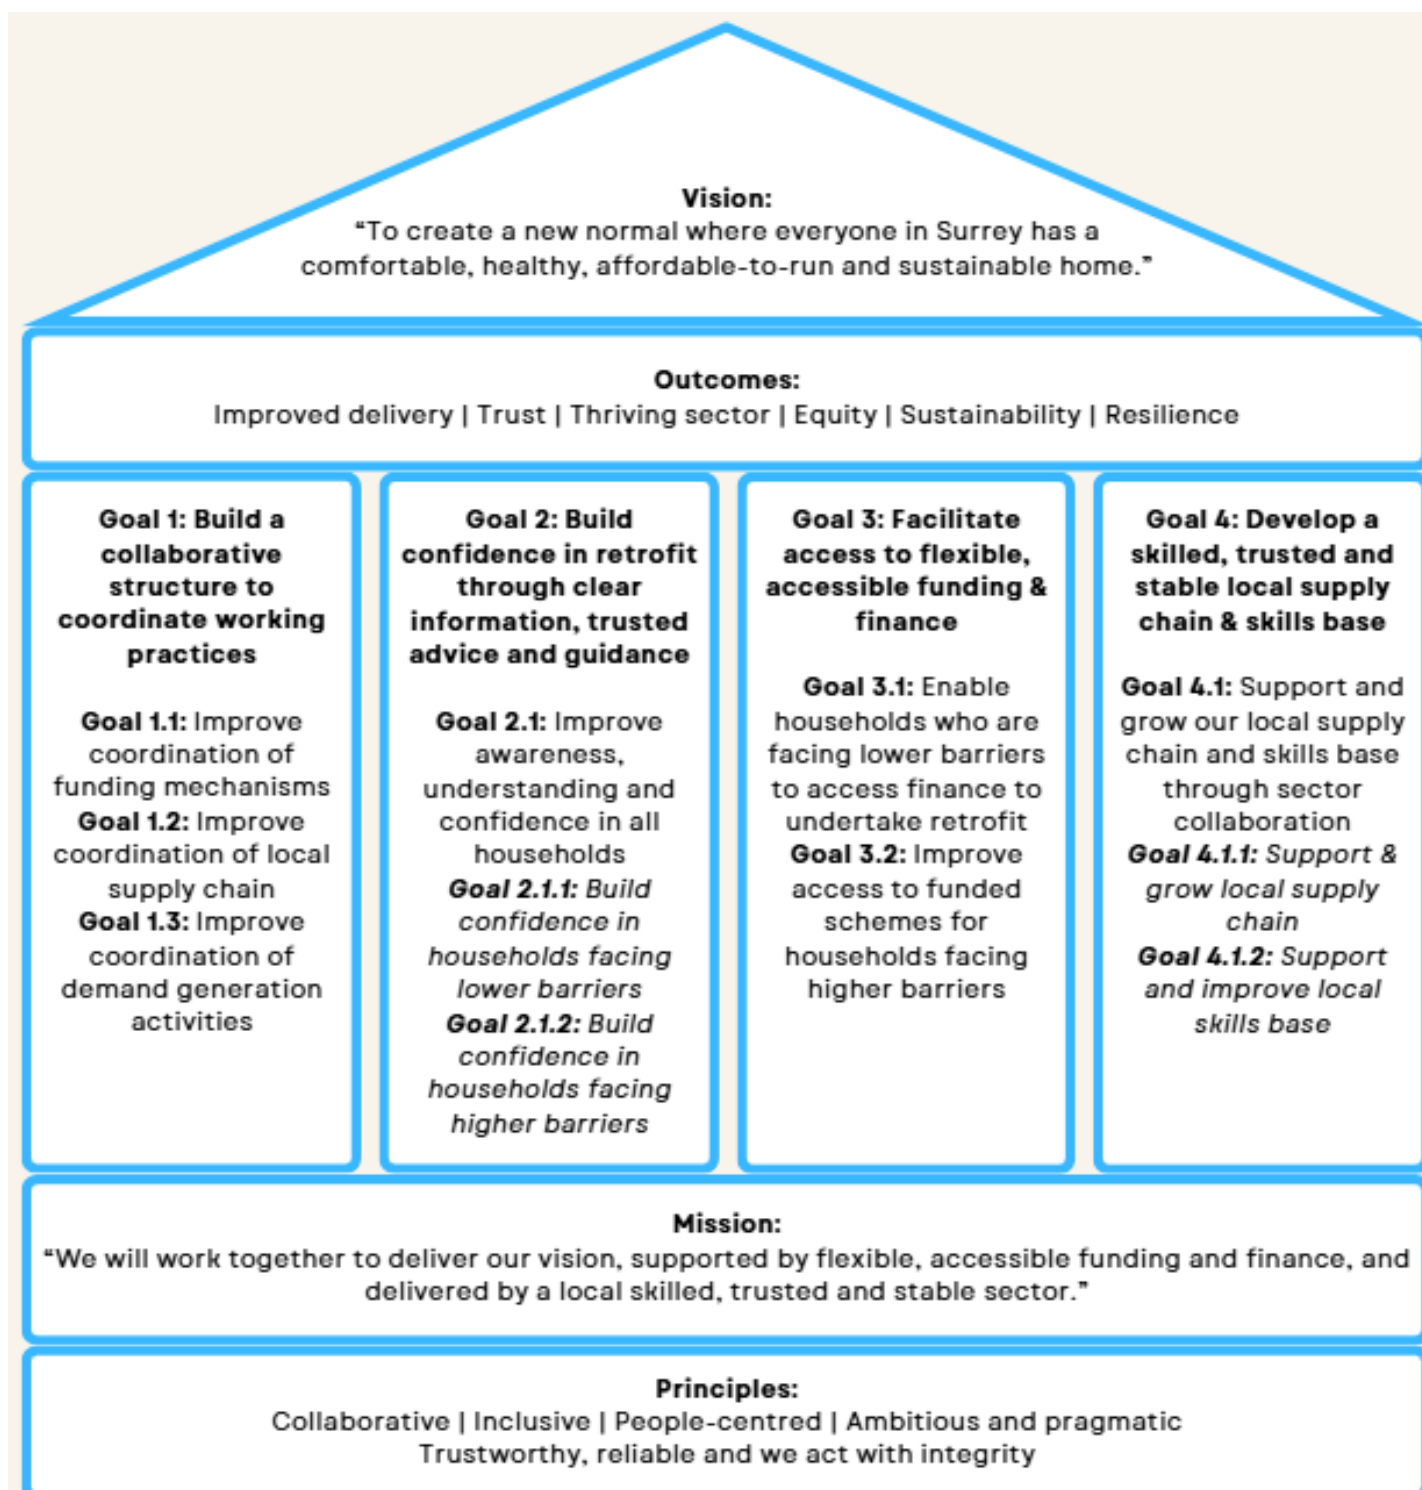 Vision:
“To create a new normal where everyone in Surrey has a
comfortable, healthy, affordable-to-run and sustainable home.”
Outcomes:
Improved delivery | Trust | Thriving sector | Equity | Sustainability | Resilience
Goal 1: Build a
collaborative
structure to
coordinate working
practices
Goal 1.1: Improve
coordination of
funding mechanisms
Goal 1.2: Improve
coordination of local
supply chain
Goal 1.3: Improve
coordination of
demand generation
activities
Goal 2: Build
confidence in retrofit
through clear
information, trusted
advice and guidance
Goal 2.1: Improve
awareness,
understanding and
confidence in all
households
Goal 2.1.1: Build
confidence in
households facing
lower barriers
Goal 2.1.2: Build
confidence in
households facing
higher barriers
Goal 3: Facilitate
access to flexible,
accessible funding &
finance
Goal 3.1: Enable
households who are
facing lower barriers
to access finance to
undertake retrofit
Goal 3.2: Improve
access to funded
schemes for
households facing
higher barriers
Goal 4: Develop a
skilled, trusted and
stable local supply
chain & skills base
Goal 4.1: Support and
grow our local supply
chain and skills base
through sector
collaboration
Goal 4.1.1: Support &
grow local supply
chain
Goal 4.1.2: Support
and improve local
skills base
Mission:
“We will work together to deliver our vision, supported by flexible, accessible funding and finance, and
delivered by a local skilled, trusted and stable sector.”
Principles:
Collaborative | Inclusive | People-centred | Ambitious and pragmatic
Trustworthy, reliable and we act with integrity